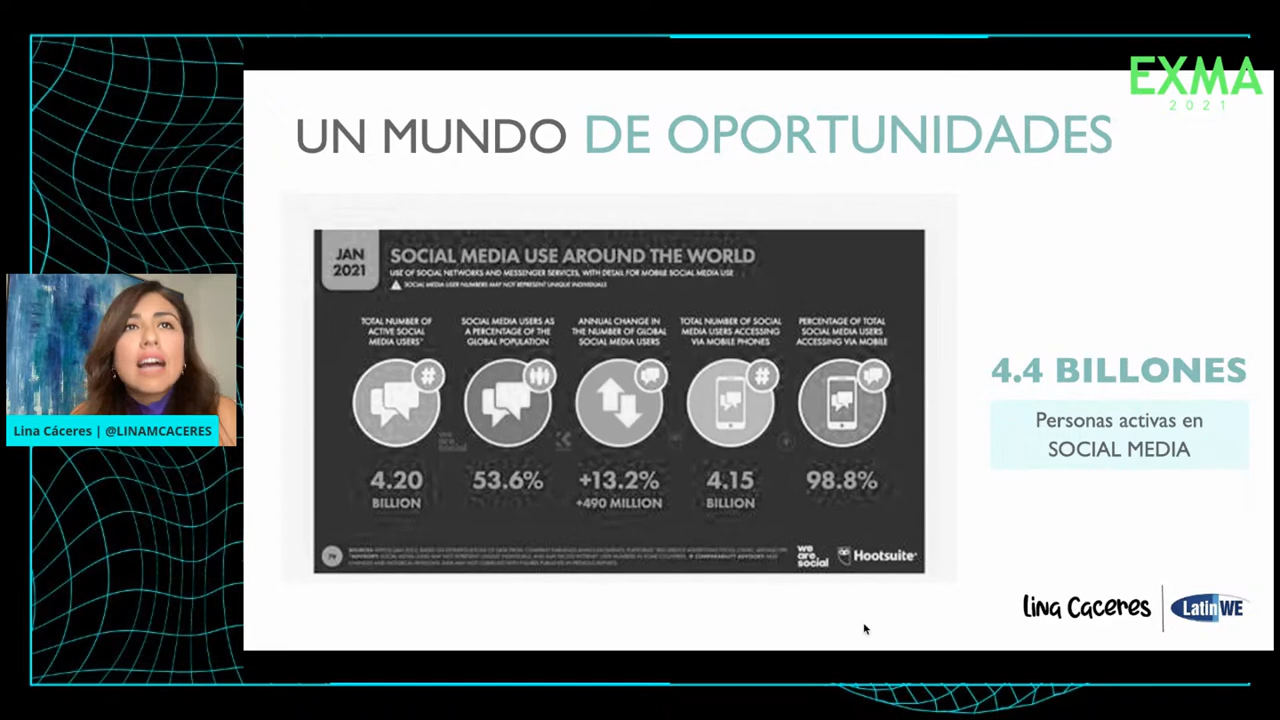 EXMA
2021
UN MUNDO DE OPORTUNIDADES
JAN
2021
SOCIAL MEDIA USE AROUND THE WORLD
USE OF SOCIAL NETWORKS AND MESSENGER SERVICES, WITH DETAIL FOR MOBILE SOCIAL MEDIA USE
SOCIAL MEDIA USER NUMBERS MAY NOT REPRESENT UNIQUE INDIVIDUALS
TOTAL NUMBER OF
ACTIVE SOCIAL
MEDIA USERS*
#
4.20
BILLION
SOCIAL MEDIA USERS AS
A PERCENTAGE OF THE
GLOBAL POPULATION
53.6%
ANNUAL CHANGE IN
THE NUMBER OF GLOBAL
SOCIAL MEDIA USERS
+13.2%
+490 MILLION
TOTAL NUMBER OF SOCIAL
MEDIA USERS ACCESSING
VIA MOBILE PHONES
#
4.15
BILLION
PERCENTAGE OF TOTAL
SOCIAL MEDIA USERS
ACCESSING VIA MOBILE
98.8%
we
are
social
Hootsuite
4.4 BILLONES
Personas activas en
SOCIAL MEDIA
Lina Cáceres | @LINAMCACERES
Lina Caceres
LatinWE